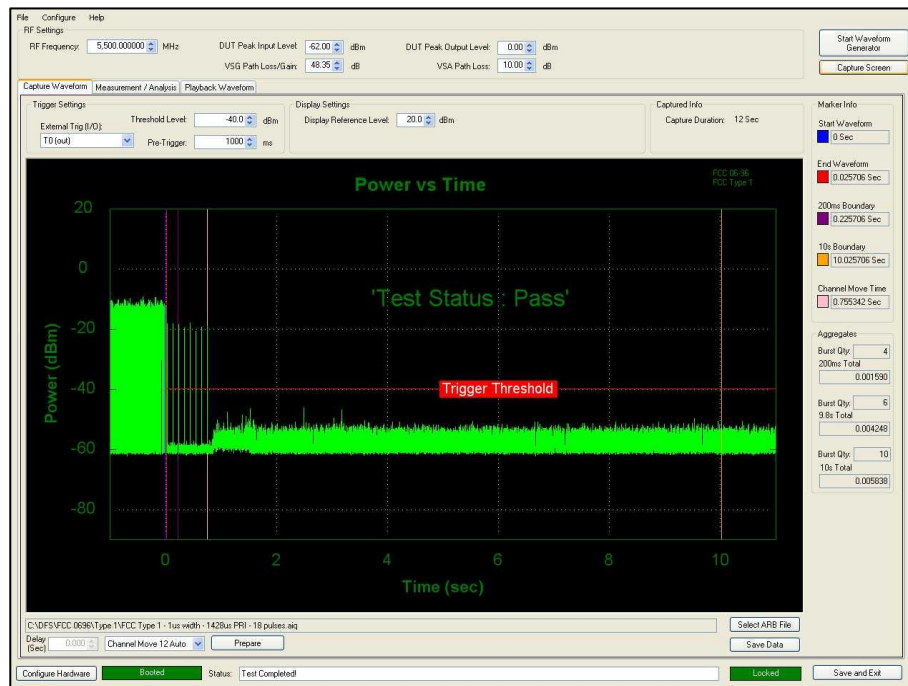 File Configure Help
RF Settings
RF Frequency: 5,500.000000 MHz
DUT Peak Input Level: -62.00 dBm
DUT Peak Output Level: 0.00 dBm
VSG Path Loss/Gain: 48.35 dB
VSA Path Loss: 10.00 dB
Start Waveform Generator
Capture Screen
Capture Waveform Measurement / Analysis Playback Waveform
Trigger Settings
External Trig (I/O):
T0 (out)
Threshold Level: -40.0 dBm
Pre-Trigger: 1000 ms
Display Settings
Display Reference Level: 20.0 dBm
Captured Info
Capture Duration: 12 Sec
Marker Info
Start Waveform
0 Sec
End Waveform
0.025706 Sec
200ms Boundary
0.225706 Sec
10s Boundary
10.025706 Sec
Channel Move Time
0.755342 Sec
Aggregates
Burst Qty: 4
200ms Total
0.001590
Burst Qty: 6
9.8s Total
0.004248
Burst Qty: 10
10s Total
0.005838
Power vs Time
FCC 06-96
FCC Type 1
'Test Status : Pass'
Trigger Threshold
Power (dBm)
20
0
-20
-40
-60
-80
0 2 4 6 8 10
Time (sec)
C:\DFS\FCC 0696\Type 1\FCC Type 1 - 1us width - 1428us PRI - 18 pulses.aiq
Select ARB File
Delay (Sec) 0.000 Channel Move 12 Auto Prepare
Save Data
Configure Hardware Booted Status: Test Completed! Locked Save and Exit